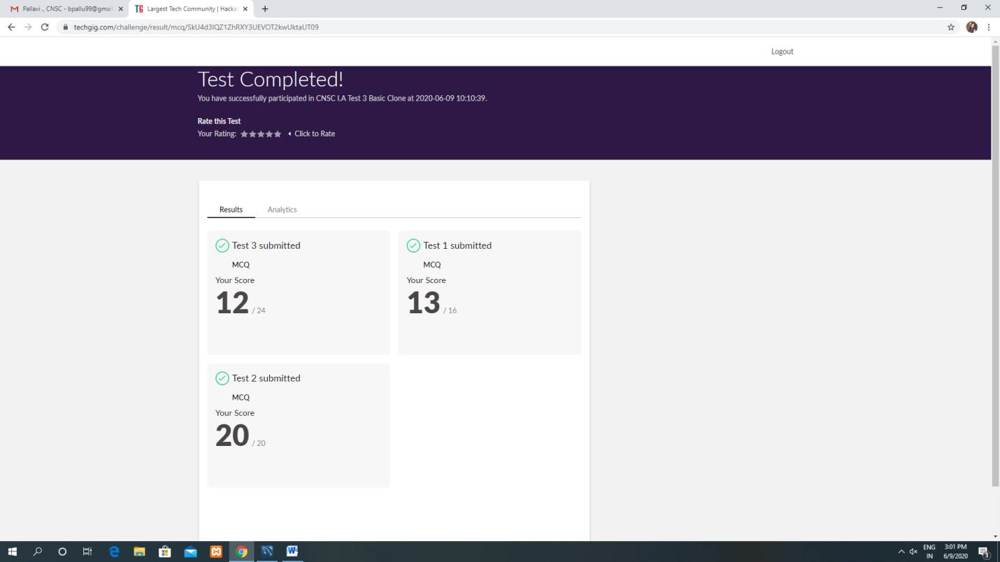 Pallavi ., CNSC - bpallu99@gmail
Largest Tech Community | Hacka
techgig.com/challenge/result/mcq/SkU4d3lQZ1ZhRXY3UEVOT2kwUktaUT09
Logout
Test Completed!
You have successfully participated in CNSC I.A Test 3 Basic Clone at 2020-06-09 10:10:39.
Rate this Test
Your Rating: Click to Rate
Results Analytics
Test 3 submitted
MCQ
Your Score
12 / 24
Test 1 submitted
MCQ
Your Score
13 / 16
Test 2 submitted
MCQ
Your Score
20 / 20
ENG
IN
3:01 PM
6/9/2020
3